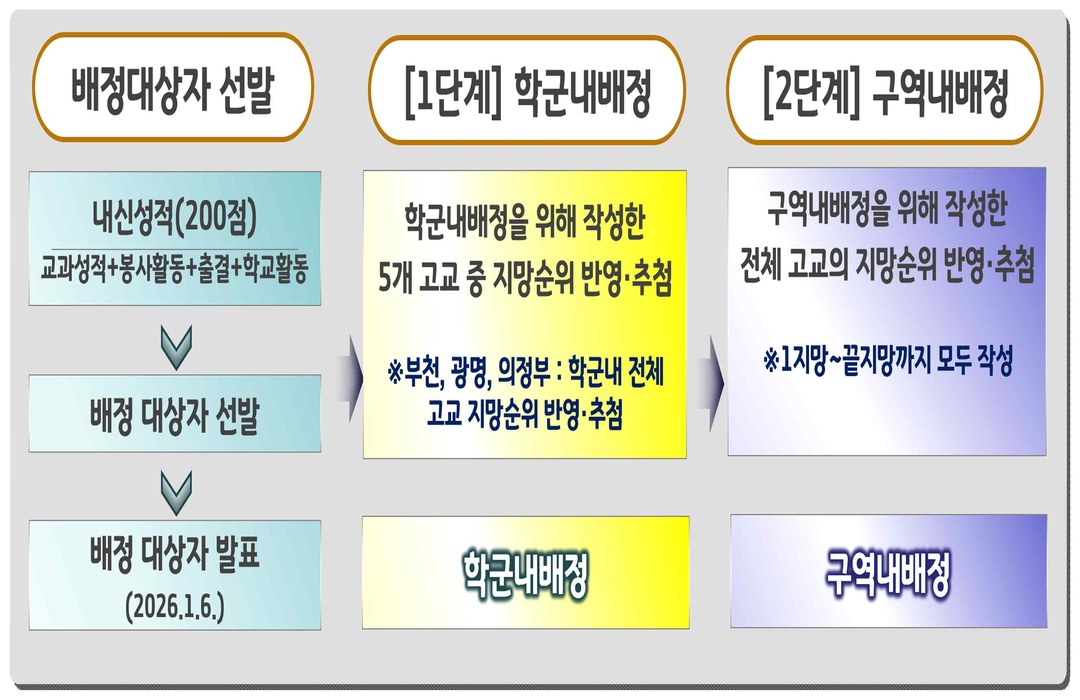 배정대상자 선발
내신성적(200점)
교과성적+봉사활동+출결+학교활동
배정 대상자 선발
배정 대상자 발표
(2026.1.6.)
[1단계] 학군내배정
학군내배정을 위해 작성한
5개 고교 중 지망순위 반영·추첨
※부천, 광명, 의정부 : 학군내 전체
고교 지망순위 반영·추첨
학군내배정
[2단계] 구역내배정
구역내배정을 위해 작성한
전체 고교의 지망순위 반영·추첨
※1지망~끝지망까지 모두 작성
구역내배정